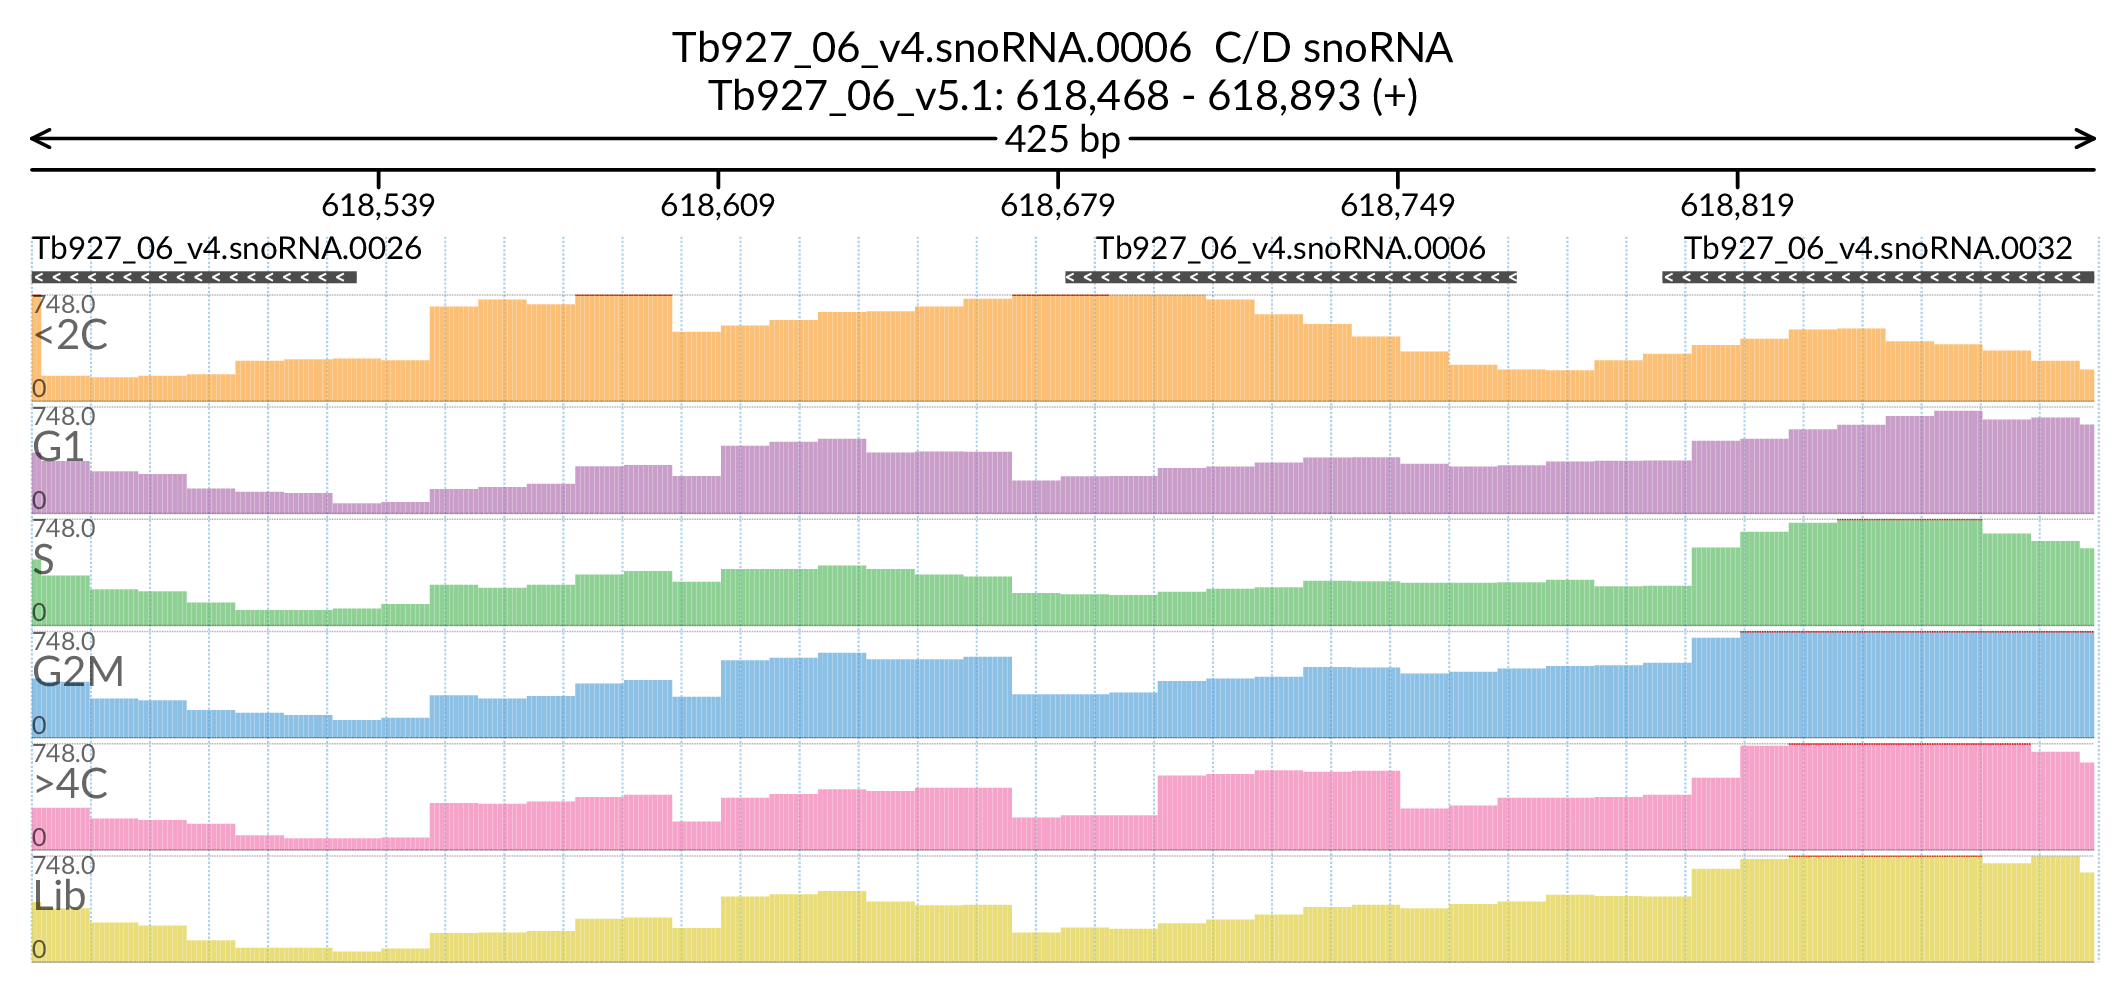 Tb927_06_v4.snoRNA.0006 C/D snoRNA
Tb927_06_v5.1: 618,468 - 618,893 (+)
425 bp
618,539 618,609 618,679 618,749 618,819
Tb927_06_v4.snoRNA.0026 Tb927_06_v4.snoRNA.0006 Tb927_06_v4.snoRNA.0032
748.0
<2C
0
748.0
G1
0
748.0
S
0
748.0
G2M
0
748.0
>4C
0
748.0
Lib
0